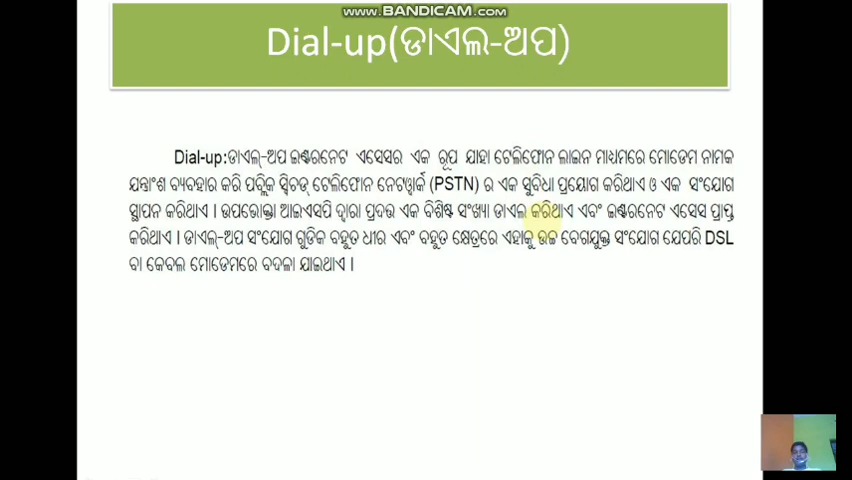 www.BANDICAM.com
Dial-up(ଡାଏଲ-ଅପ)
Dial-up:ଡାଏଲ୍-ଅପ ଇଣ୍ଟରନେଟ ଏସେସର ଏକ ରୂପ ଯାହା ଟେଲିଫୋନ ଲାଇନ ମାଧ୍ୟମରେ ମୋଡେମ ନାମକ
ଯନ୍ତ୍ରାଂଶ ବ୍ୟବହାର କରି ପବ୍ଲିକ ସ୍ୱିଚଡ୍ ଟେଲିଫୋନ ନେଟୱ୍ୱାର୍କ (PSTN) ର ଏକ ସୁବିଧା ପ୍ରୟୋଗ କରିଥାଏ ଓ ଏକ ସଂଯୋଗ
ସ୍ଥାପନ କରିଥାଏ । ଉପଭୋକ୍ତା ଆଇଏସପି ଦ୍ୱାରା ପ୍ରଦତ୍ତ ଏକ ବିଶିଷ୍ଟ ସଂଖ୍ୟା ଡାଏଲ କରିଥାଏ ଏବଂ ଇଣ୍ଟରନେଟ ଏସେସ ପ୍ରାପ୍ତ
କରିଥାଏ । ଡାଏଲ୍-ଅପ ସଂଯୋଗ ଗୁଡିକ ବହୁତ ଧୀର ଏବଂ ବହୁତ କ୍ଷେତ୍ରରେ ଏହାକୁ ଉଚ୍ଚ ବେଗଯୁକ୍ତ ସଂଯୋଗ ଯେପରି DSL
ବା କେବଲ ମୋଡେମରେ ବଦଳା ଯାଇଥାଏ ।